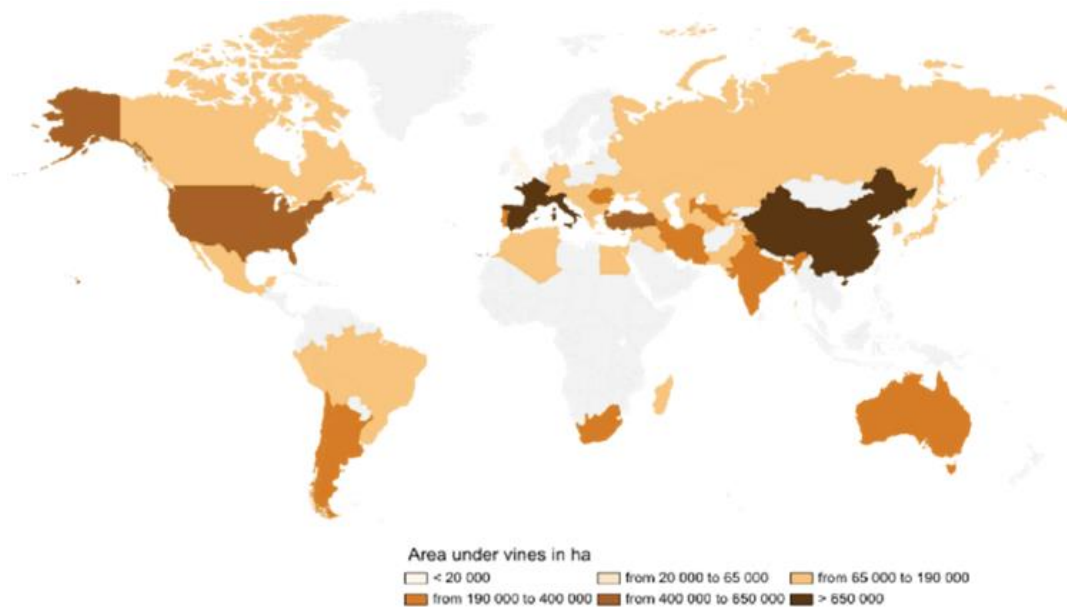 Area under vines in ha
< 20 000 from 20 000 to 65 000 from 65 000 to 190 000
from 190 000 to 400 000 from 400 000 to 650 000 > 650 000